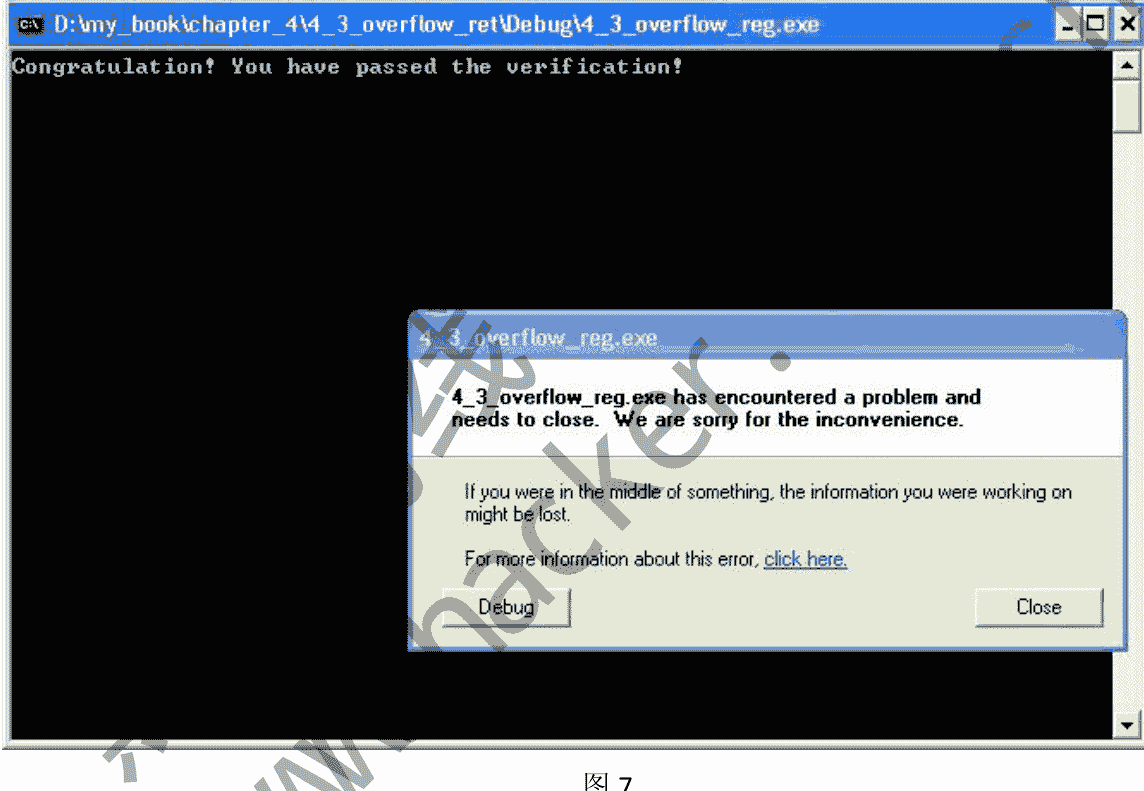 D:\my_book\chapter_4\4_3_overflow_ret\Debug\4_3_overflow_reg.exe
Congratulation! You have passed the verification!
4_3_overflow_reg.exe
4_3_overflow_reg.exe has encountered a problem and
needs to close. We are sorry for the inconvenience.
If you were in the middle of something, the information you were working on
might be lost.
For more information about this error, click here.
Debug
Close
图 7